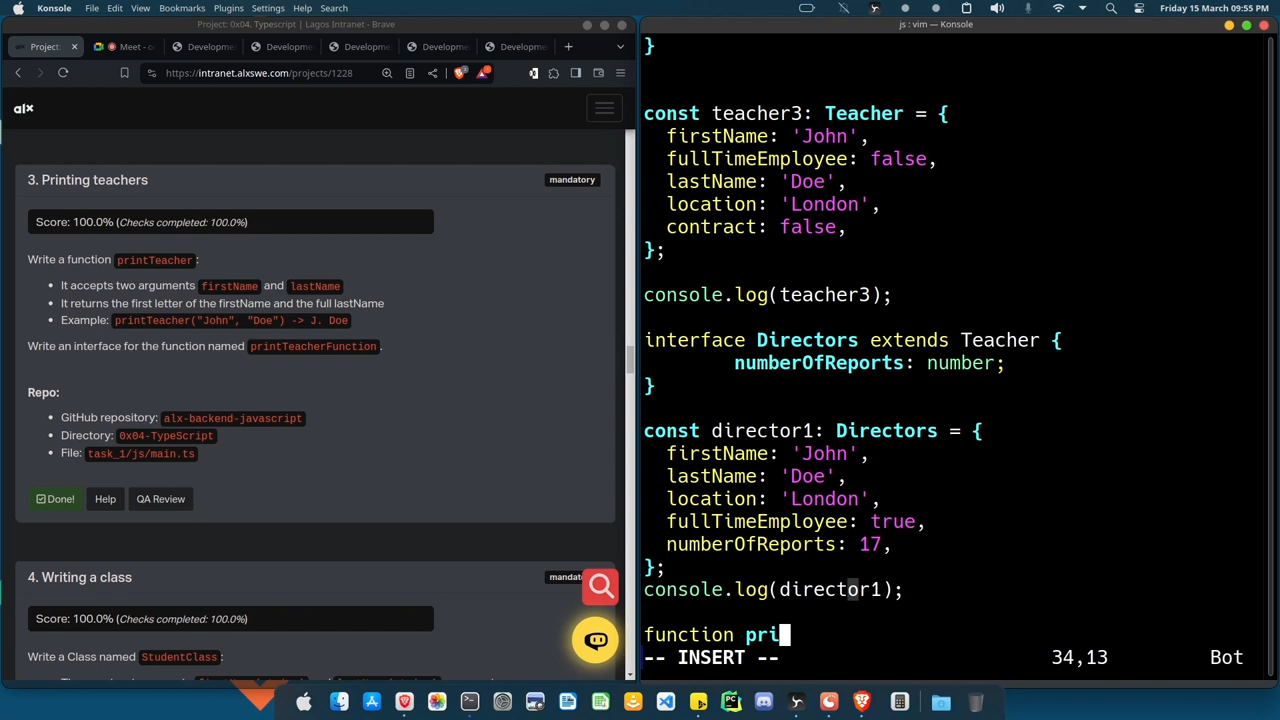 Konsole File Edit View Bookmarks Plugins Settings Help Search
Friday 15 March 09:55 PM
Project: 0x04. Typescript | Lagos Intranet - Brave
Project: Meet - c Developme Developme Developme Developme Developme
https://intranet.alxswe.com/projects/1228
alx
3. Printing teachers
mandatory
Score: 100.0% (Checks completed: 100.0%)
Write a function printTeacher:
It accepts two arguments firstName and lastName
It returns the first letter of the firstName and the full lastName
Example: printTeacher("John", "Doe") -> J. Doe
Write an interface for the function named printTeacherFunction.
Repo:
GitHub repository: alx-backend-javascript
Directory: 0x04-TypeScript
File: task_1/js/main.ts
Done! Help QA Review
4. Writing a class
mandat
Score: 100.0% (Checks completed: 100.0%)
Write a Class named StudentClass:
js : vim — Konsole
}
const teacher3: Teacher = {
firstName: 'John',
fullTimeEmployee: false,
lastName: 'Doe',
location: 'London',
contract: false,
};
console.log(teacher3);
interface Directors extends Teacher {
numberOfReports: number;
}
const director1: Directors = {
firstName: 'John',
lastName: 'Doe',
location: 'London',
fullTimeEmployee: true,
numberOfReports: 17,
};
console.log(director1);
function pri
-- INSERT -- 34,13 Bot